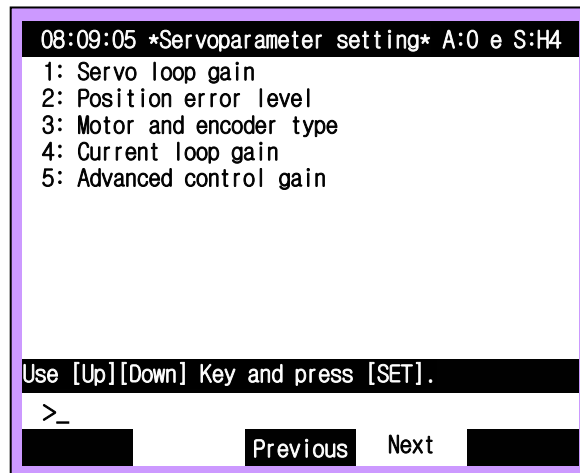 08:09:05 *Servoparameter setting* A:0 e S:H4
1: Servo loop gain
2: Position error level
3: Motor and encoder type
4: Current loop gain
5: Advanced control gain
Use [Up][Down] Key and press [SET].
>_
Previous Next